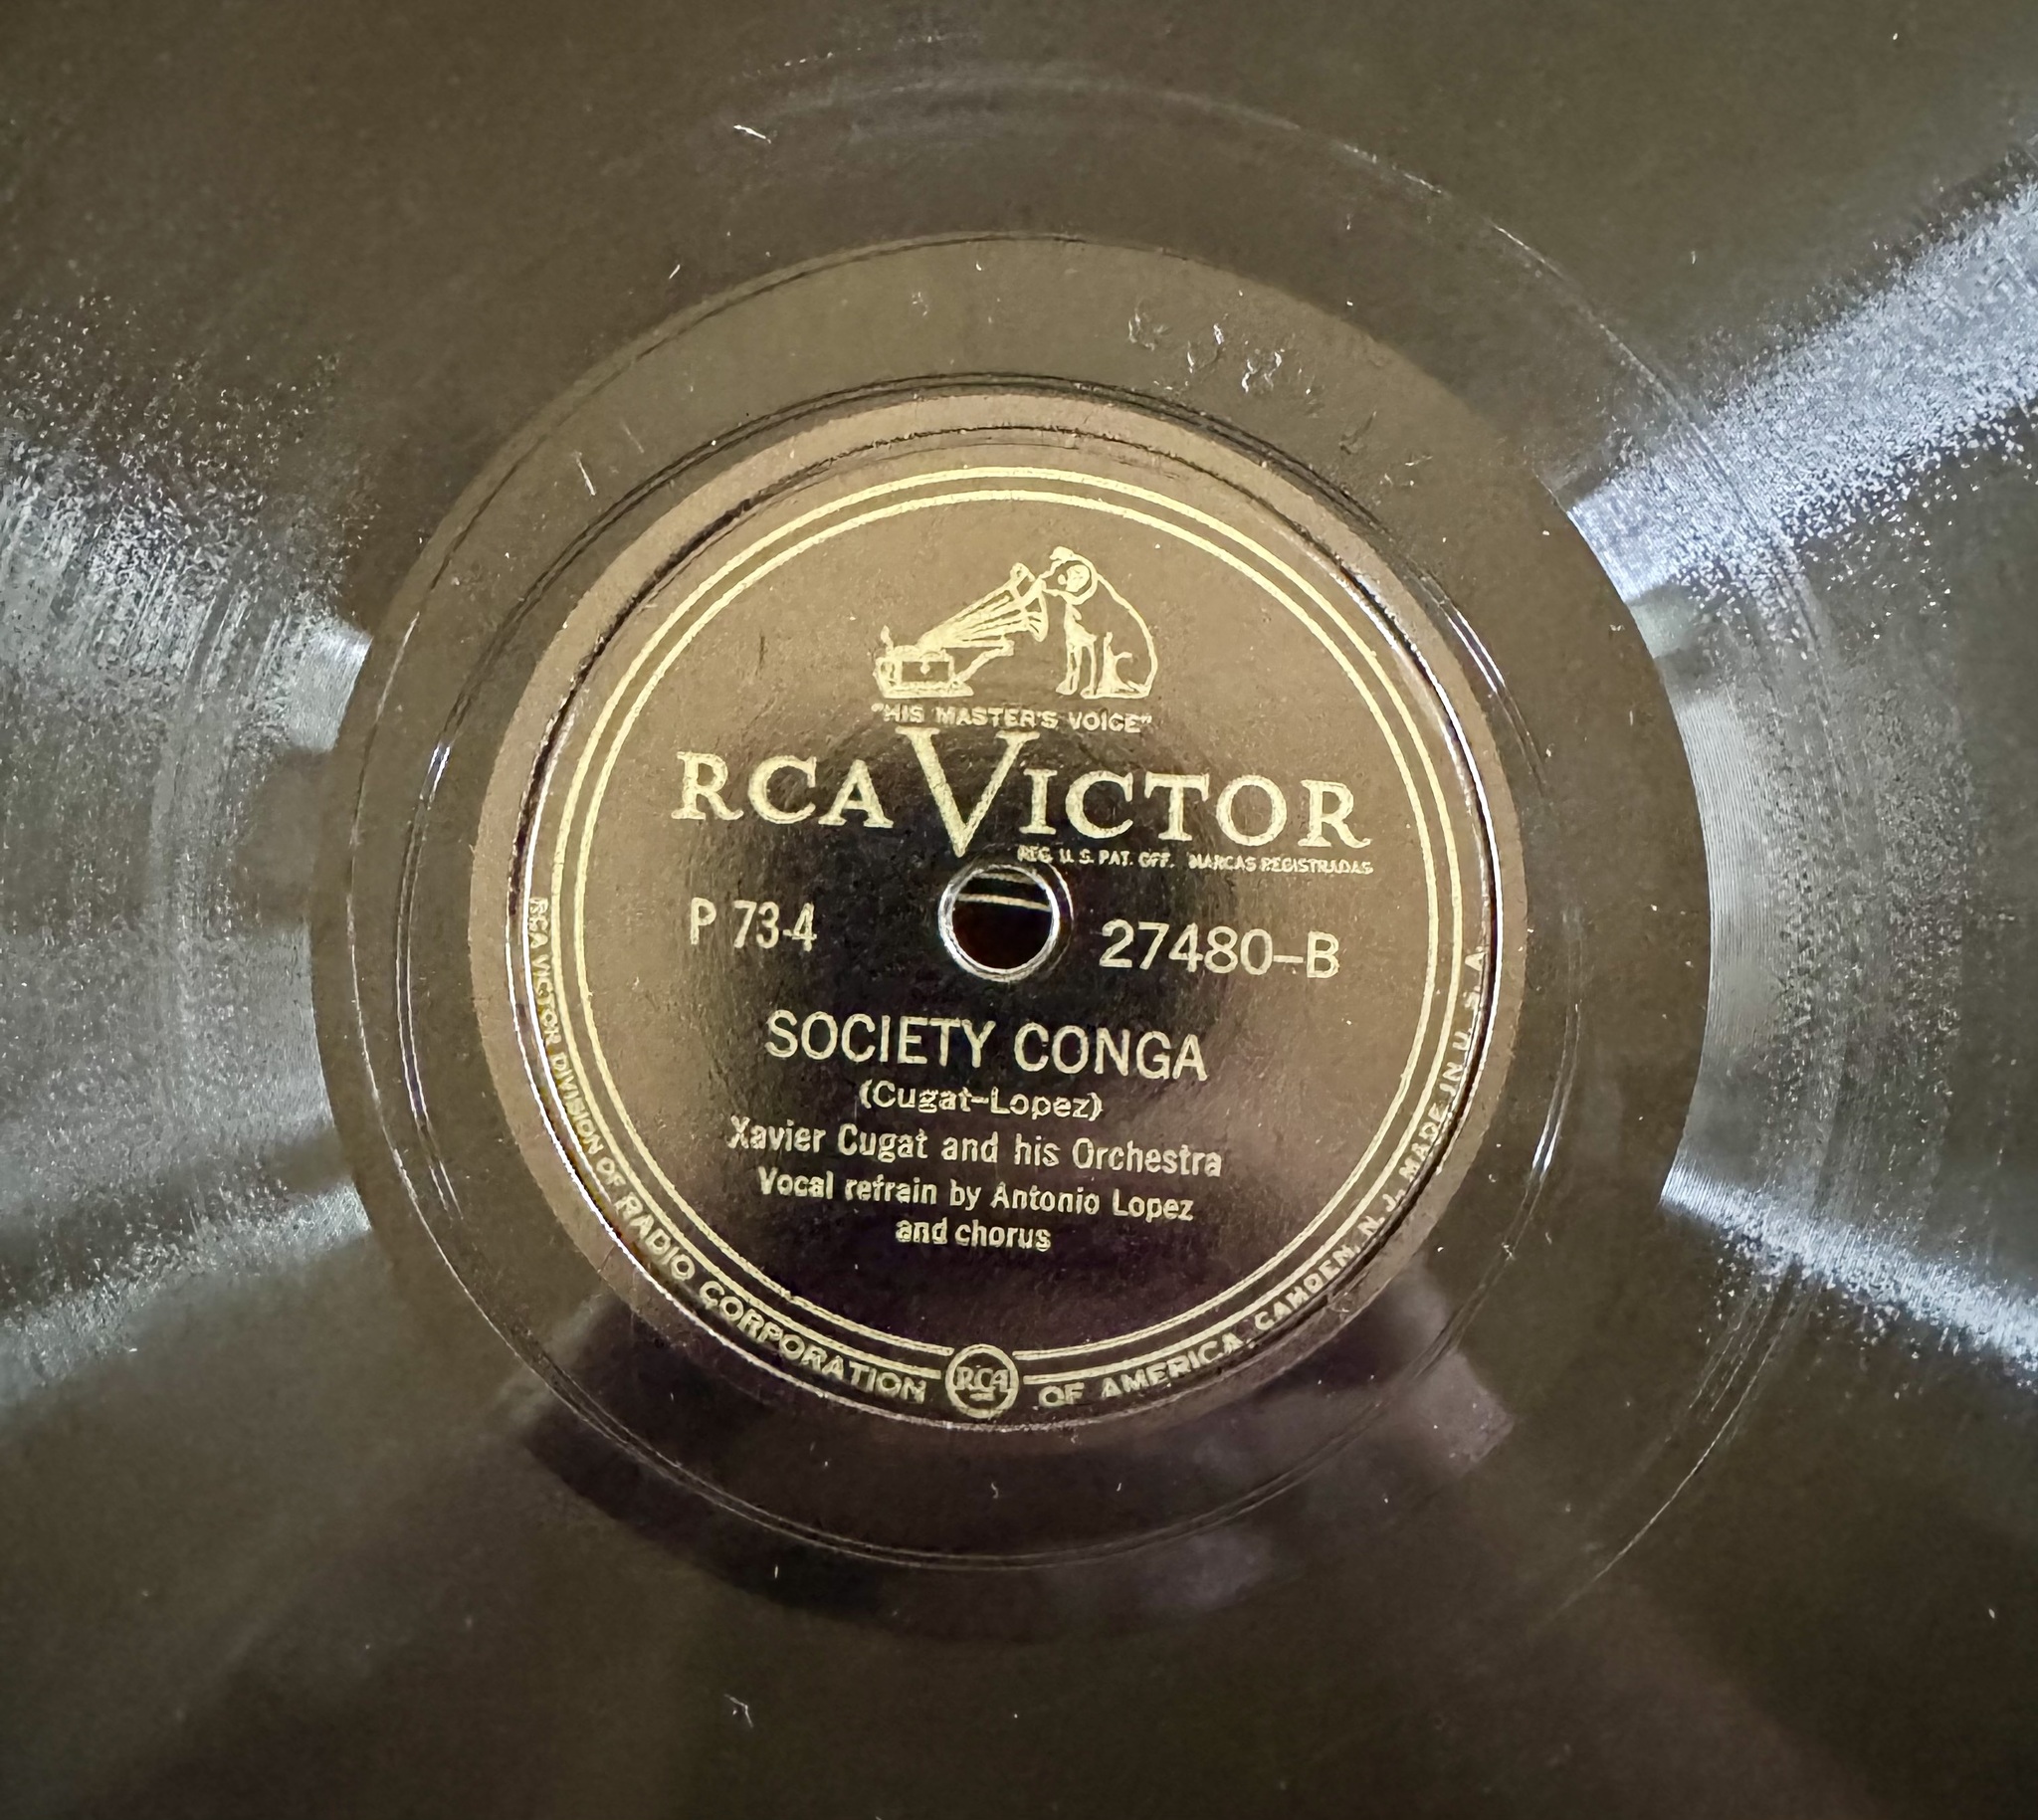 "HIS MASTER'S VOICE"
RCA VICTOR
REG. U. S. PAT. OFF. MARCAS REGISTRADAS
P 73-4
27480-B
SOCIETY CONGA
(Cugat-Lopez)
Xavier Cugat and his Orchestra
Vocal refrain by Antonio Lopez
and chorus
RCA VICTOR DIVISION OF RADIO CORPORATION OF AMERICA, CAMDEN, N. J. MADE IN U. S. A.
RCA